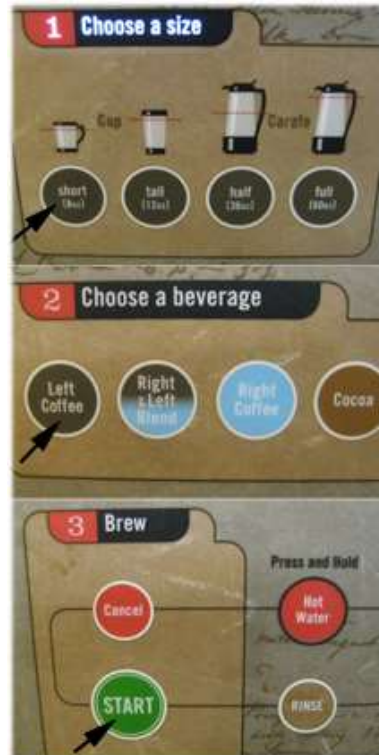 1 Choose a size
Cup
Carafe
short
(8oz)
tall
(12oz)
half
full
(60oz)
2 Choose a beverage
Left
Coffee
Right
& Left
Blend
Right
Coffee
Cocoa
3 Brew
Press and Hold
Cancel
Hot
Water
START
RINSE